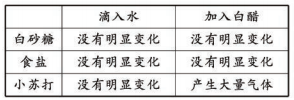 滴入水 加入白醋
白砂糖 没有明显变化 没有明显变化
食盐 没有明显变化 没有明显变化
小苏打 没有明显变化 产生大量气体